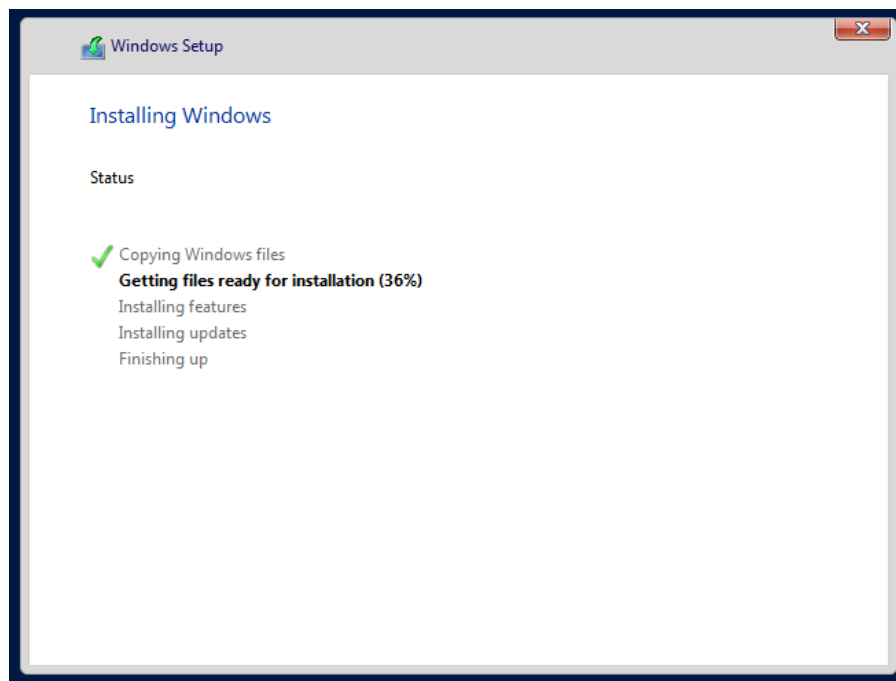 Windows Setup
Installing Windows
Status
Copying Windows files
Getting files ready for installation (36%)
Installing features
Installing updates
Finishing up